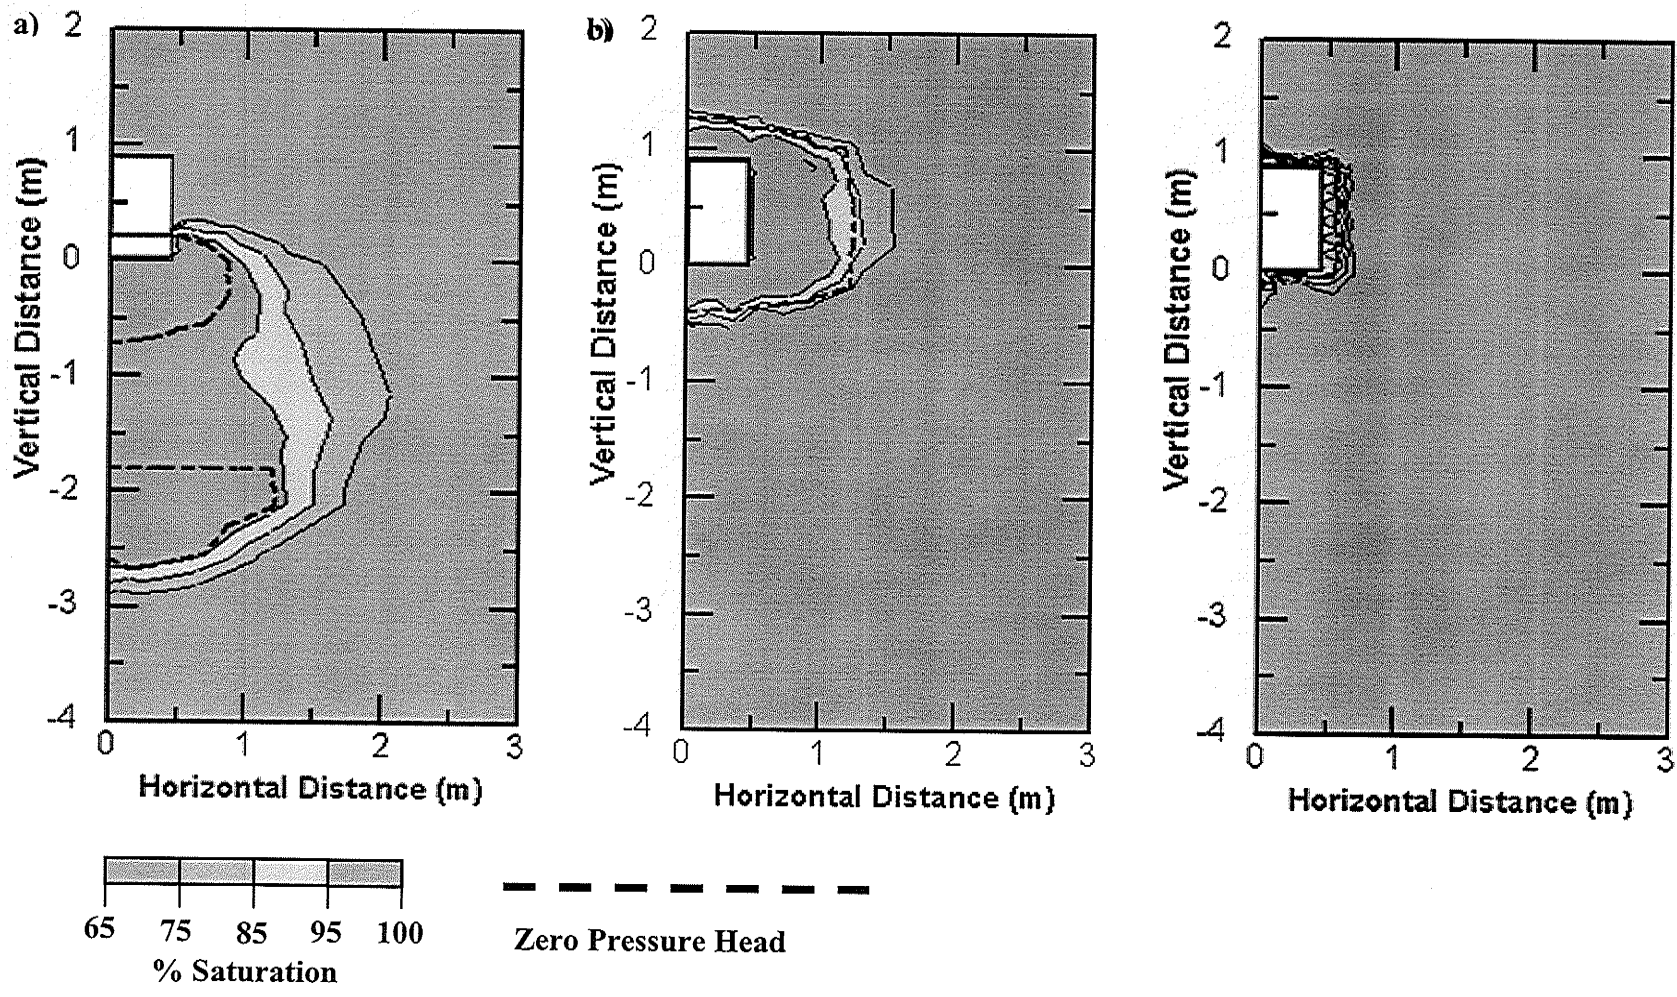 a)
2
1
0
-1
-2
-3
-4
Vertical Distance (m)
0 1 2 3
Horizontal Distance (m)
b)
2
1
0
-1
-2
-3
-4
Vertical Distance (m)
0 1 2 3
Horizontal Distance (m)
2
1
0
-1
-2
-3
-4
Vertical Distance (m)
0 1 2 3
Horizontal Distance (m)
65 75 85 95 100
% Saturation
Zero Pressure Head